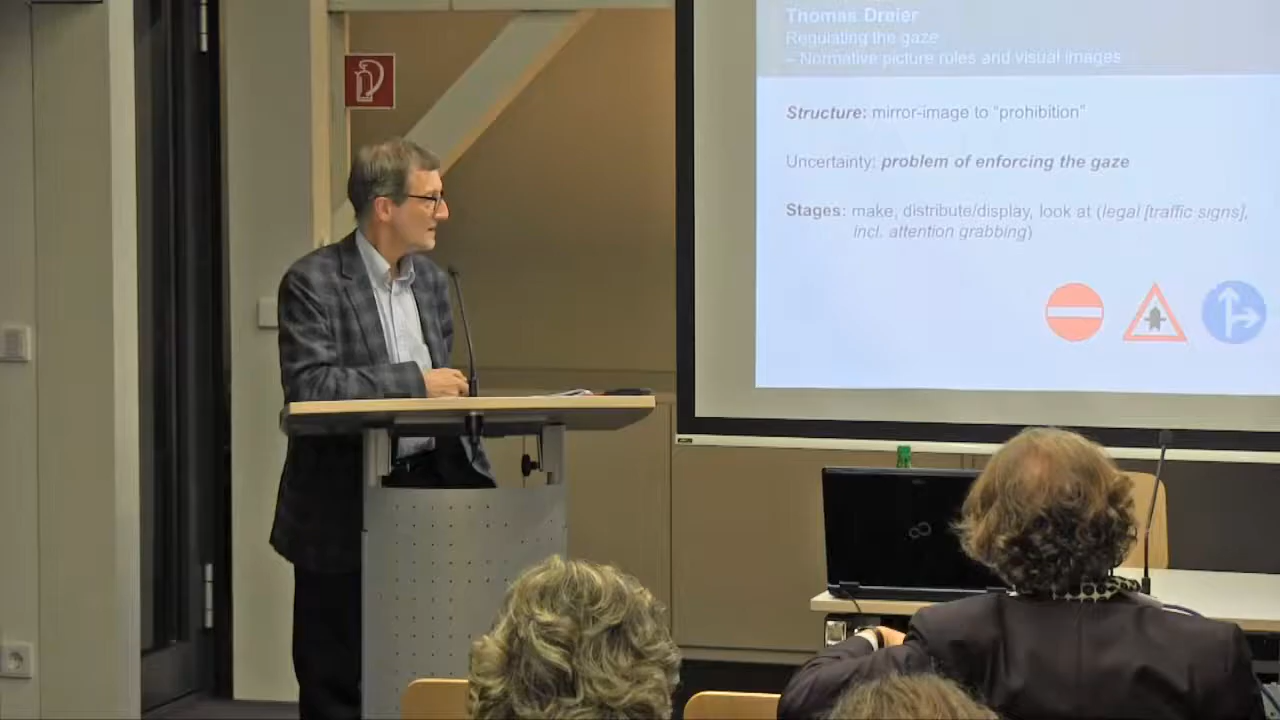 Thomas Dreier
Regulating the gaze
– Normative picture rules and visual images
Structure: mirror-image to “prohibition”
Uncertainty: problem of enforcing the gaze
Stages: make, distribute/display, look at (legal [traffic signs],
incl. attention grabbing)